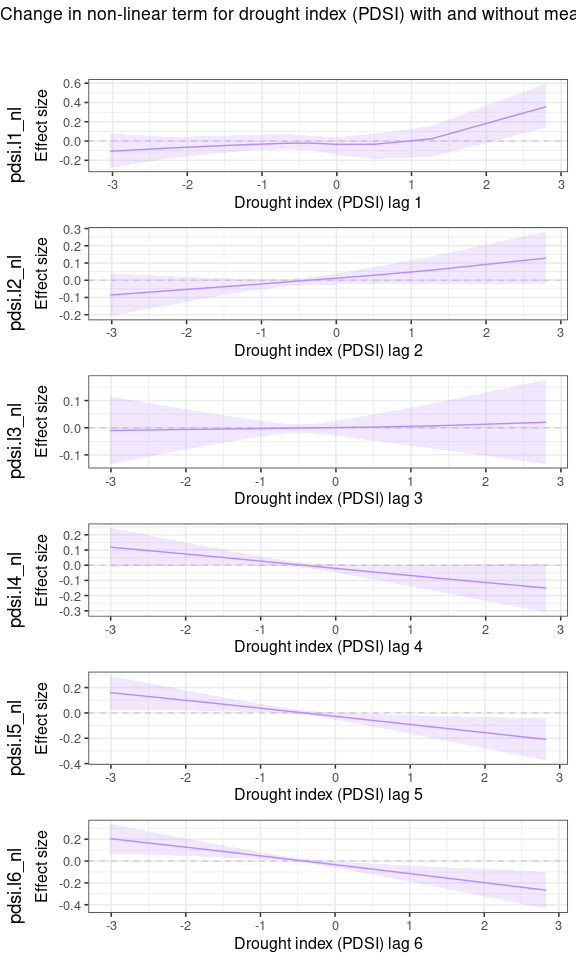 Change in non-linear term for drought index (PDSI) with and without mea
pdsi.l1_nl
Effect size
0.6
0.4
0.2
0.0
-0.2
-3 -2 -1 0 1 2 3
Drought index (PDSI) lag 1
pdsi.l2_nl
Effect size
0.3
0.2
0.1
0.0
-0.1
-0.2
-3 -2 -1 0 1 2 3
Drought index (PDSI) lag 2
pdsi.l3_nl
Effect size
0.1
0.0
-0.1
-3 -2 -1 0 1 2 3
Drought index (PDSI) lag 3
pdsi.l4_nl
Effect size
0.2
0.1
0.0
-0.1
-0.2
-0.3
-3 -2 -1 0 1 2 3
Drought index (PDSI) lag 4
pdsi.l5_nl
Effect size
0.2
0.0
-0.2
-0.4
-3 -2 -1 0 1 2 3
Drought index (PDSI) lag 5
pdsi.l6_nl
Effect size
0.2
0.0
-0.2
-0.4
-3 -2 -1 0 1 2 3
Drought index (PDSI) lag 6